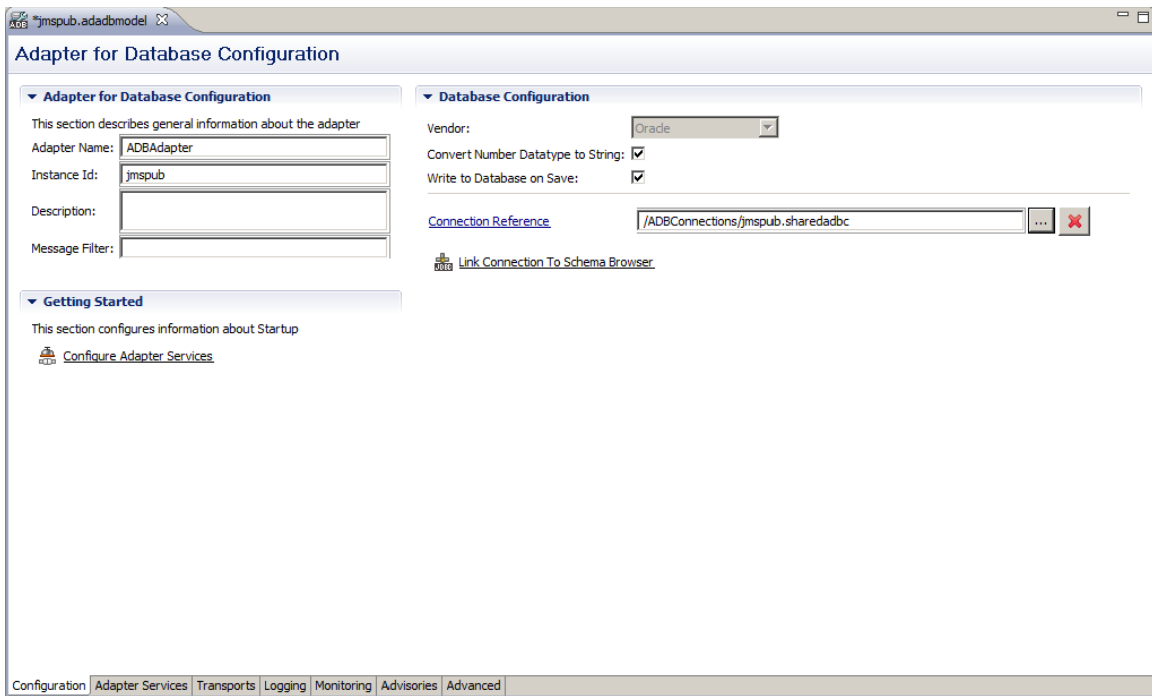 *jmspub.adadbmodel
Adapter for Database Configuration
Adapter for Database Configuration
This section describes general information about the adapter
Adapter Name: ADBAdapter
Instance Id: jmspub
Description:
Message Filter:
Getting Started
This section configures information about Startup
Configure Adapter Services
Database Configuration
Vendor: Oracle
Convert Number Datatype to String:
Write to Database on Save:
Connection Reference /ADBConnections/jmspub.sharedadbc ...
JDBC Link Connection To Schema Browser
Configuration Adapter Services Transports Logging Monitoring Advisories Advanced